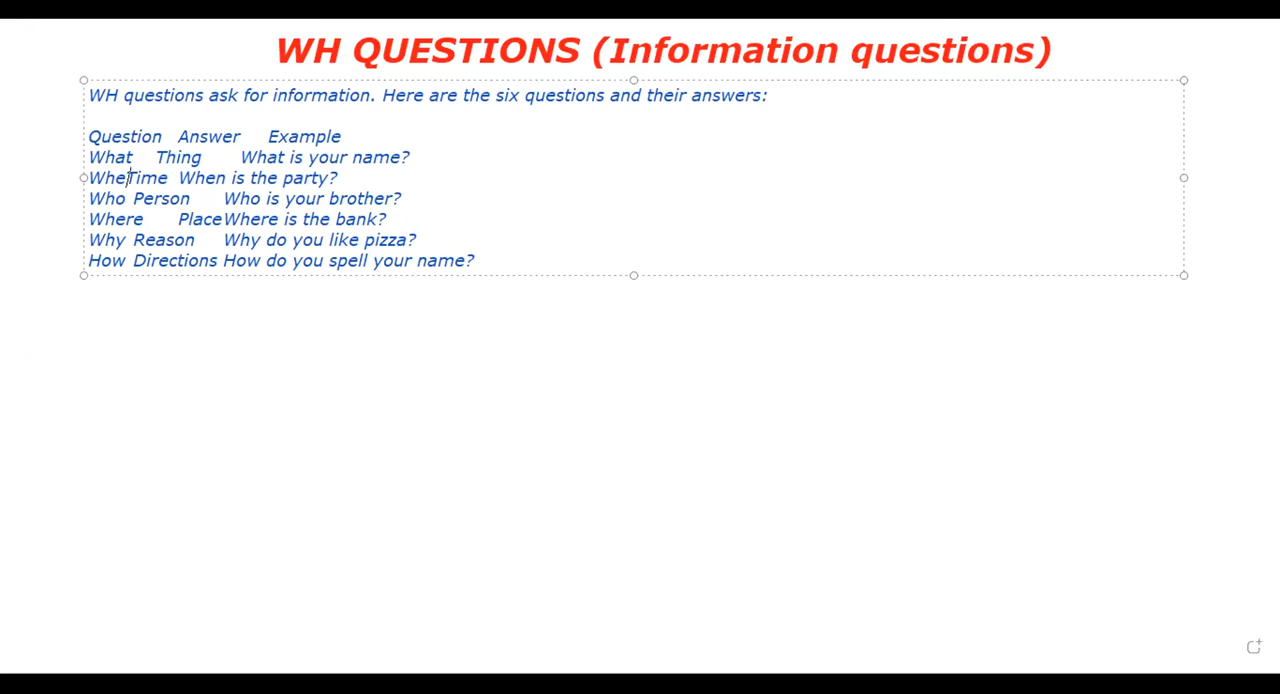 WH QUESTIONS (Information questions)
WH questions ask for information. Here are the six questions and their answers:
Question Answer Example
What Thing What is your name?
WheTime When is the party?
Who Person Who is your brother?
Where Place Where is the bank?
Why Reason Why do you like pizza?
How Directions How do you spell your name?